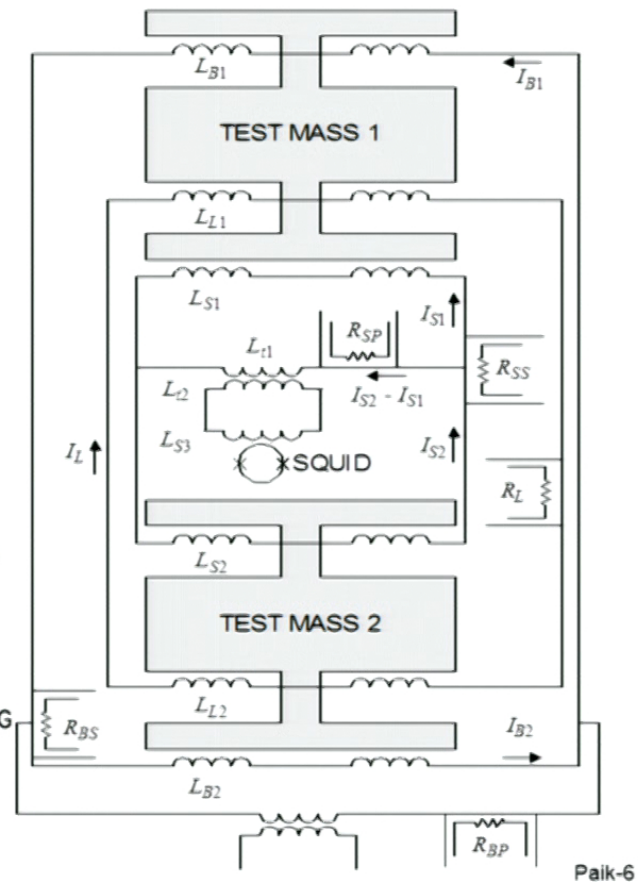 L_B1
I_B1
TEST MASS 1
L_L1
L_S1
I_S1
R_SP
L_t1
R_SS
L_t2
I_S2 - I_S1
L_S3
I_S2
I_L
SQUID
R_L
L_S2
TEST MASS 2
L_L2
G
R_BS
I_B2
L_B2
R_BP
Paik-6